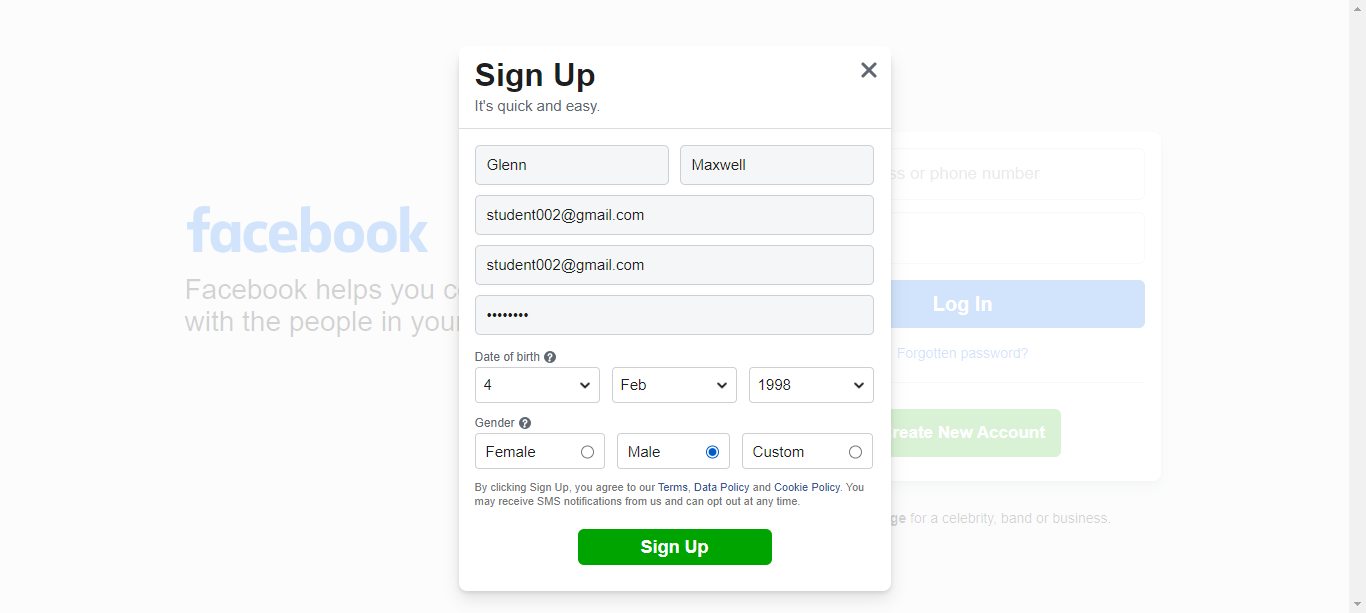 Sign Up
It's quick and easy.
Glenn Maxwell
student002@gmail.com
student002@gmail.com
••••••••
Date of birth ?
4 Feb 1998
Gender ?
Female Male Custom
By clicking Sign Up, you agree to our Terms, Data Policy and Cookie Policy. You
may receive SMS notifications from us and can opt out at any time.
Sign Up
facebook
Facebook helps you
with the people in your
or phone number
Log In
Forgotten password?
New Account
for a celebrity, band or business.